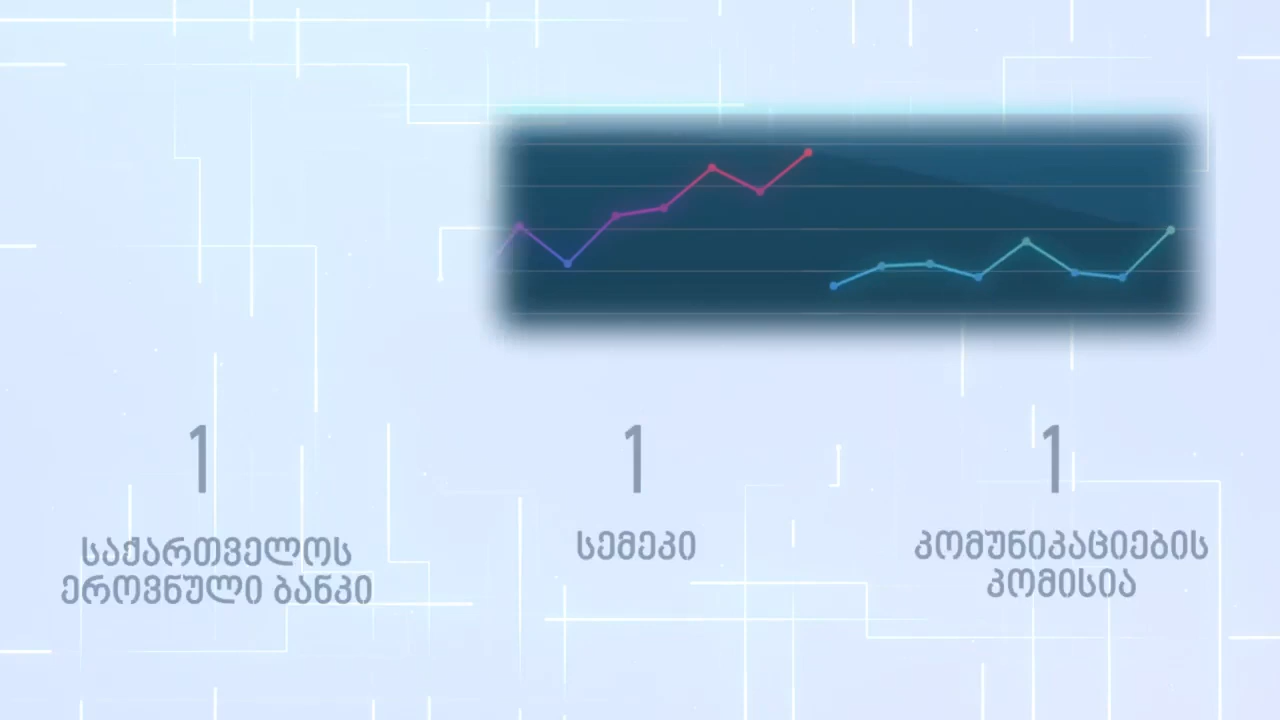 1
1
1
საქართველოს
ეროვნული ბანკი
სემეკი
კომუნიკაციების
კომისია